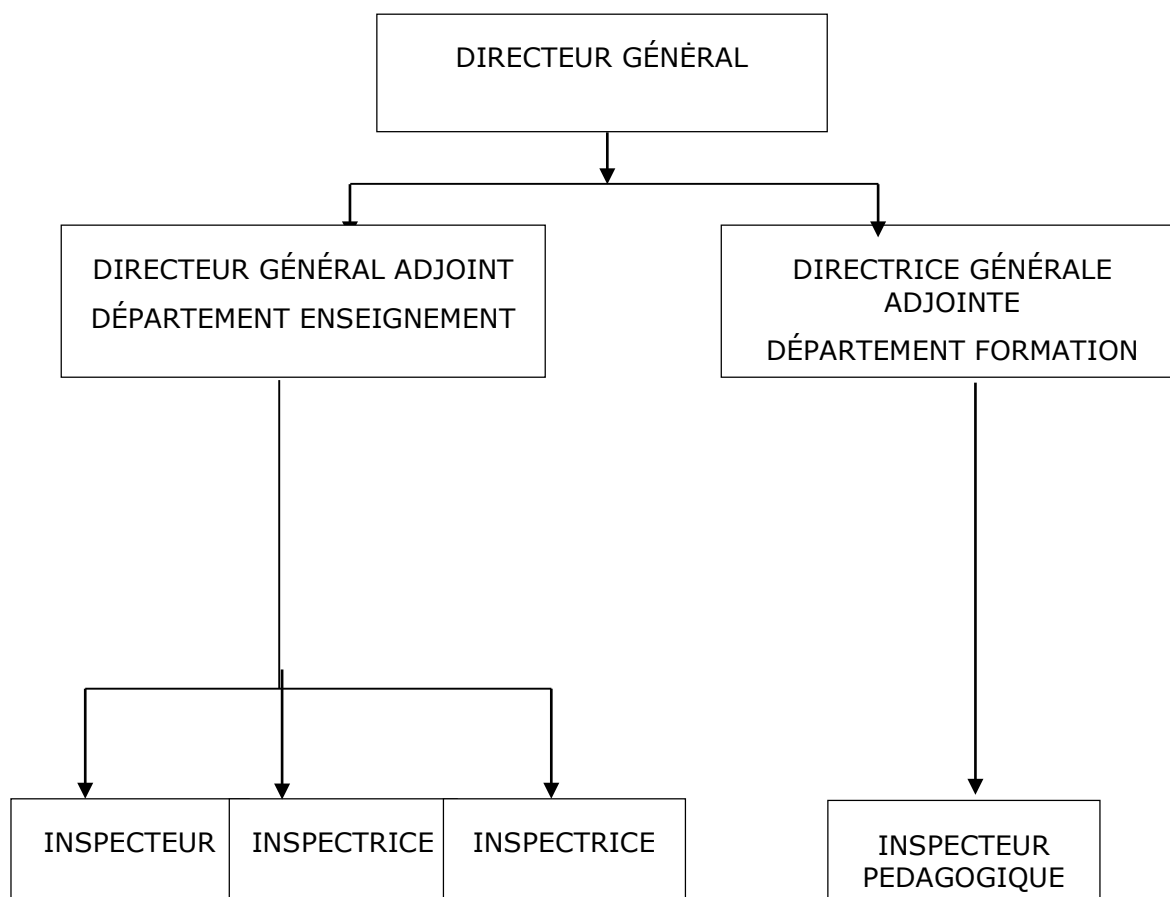 DIRECTEUR GÉNÉRAL
DIRECTEUR GÉNÉRAL ADJOINT
DÉPARTEMENT ENSEIGNEMENT
DIRECTRICE GÉNÉRALE
ADJOINTE
DÉPARTEMENT FORMATION
INSPECTEUR
INSPECTRICE
INSPECTRICE
INSPECTEUR
PEDAGOGIQUE